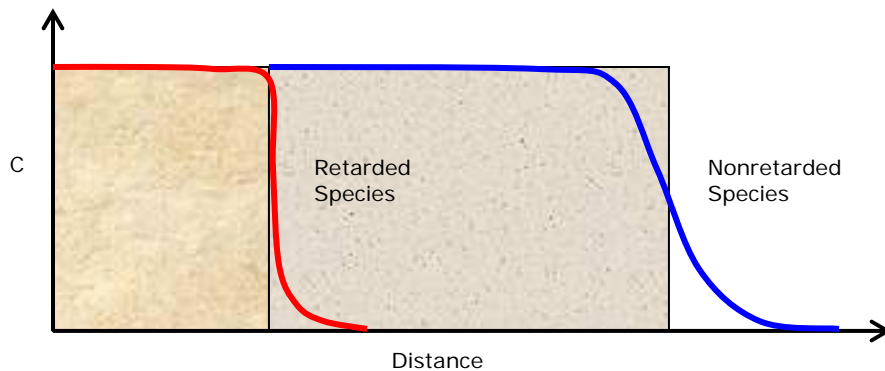 C
Retarded
Species
Nonretarded
Species
Distance